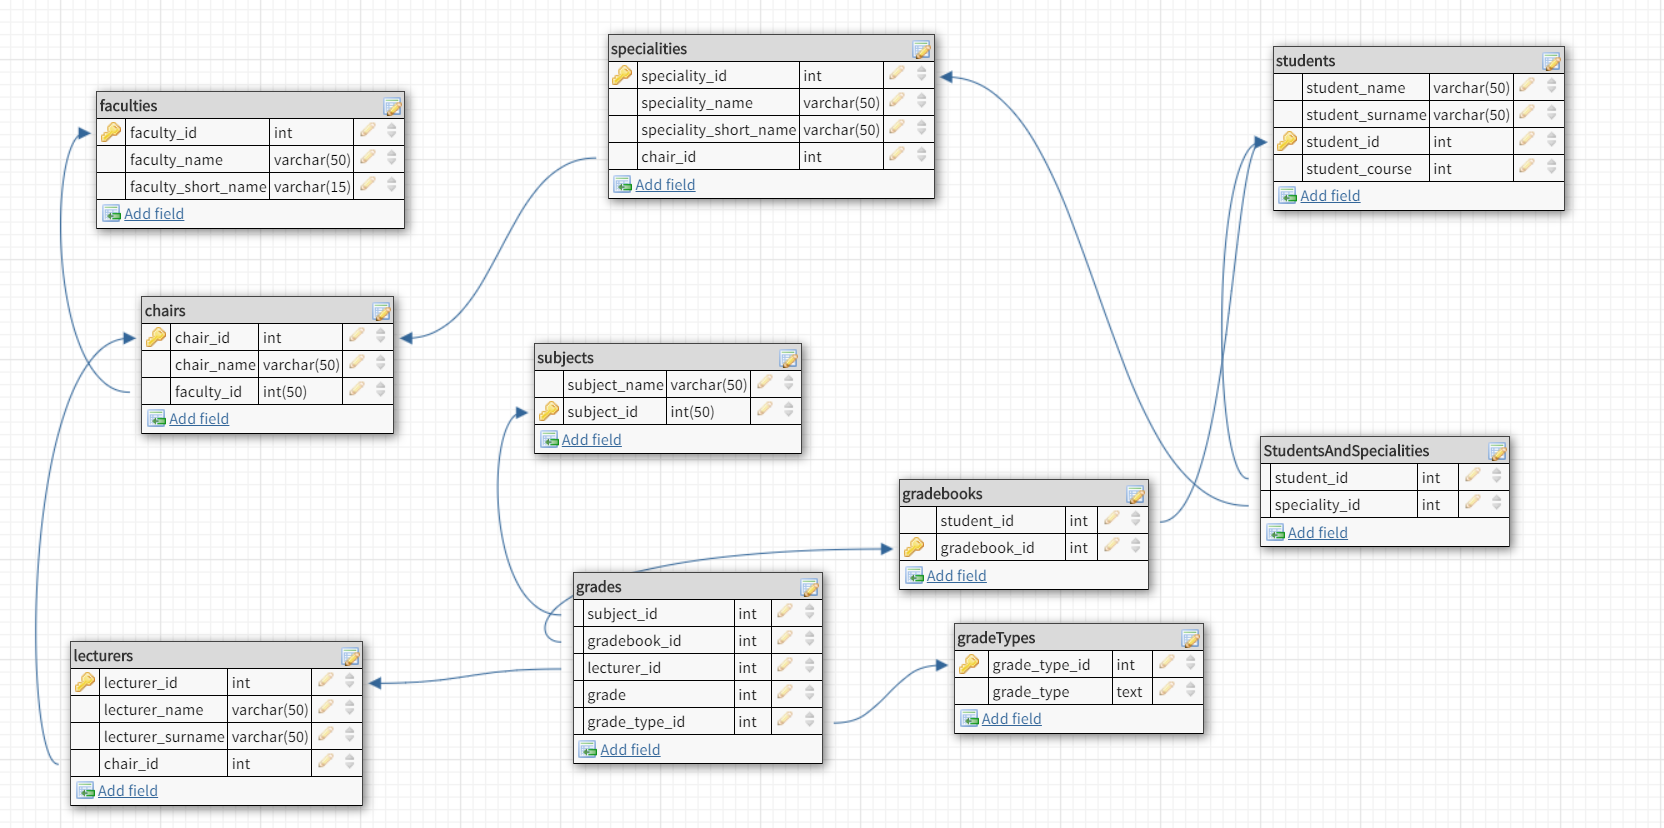 faculties
faculty_id int
faculty_name varchar(50)
faculty_short_name varchar(15)
Add field
specialities
speciality_id int
speciality_name varchar(50)
speciality_short_name varchar(50)
chair_id int
Add field
students
student_name varchar(50)
student_surname varchar(50)
student_id int
student_course int
Add field
chairs
chair_id int
chair_name varchar(50)
faculty_id int(50)
Add field
subjects
subject_name varchar(50)
subject_id int(50)
Add field
StudentsAndSpecialities
student_id int
speciality_id int
Add field
gradebooks
student_id int
gradebook_id int
Add field
grades
subject_id int
gradebook_id int
lecturer_id int
grade int
grade_type_id int
Add field
gradeTypes
grade_type_id int
grade_type text
Add field
lecturers
lecturer_id int
lecturer_name varchar(50)
lecturer_surname varchar(50)
chair_id int
Add field